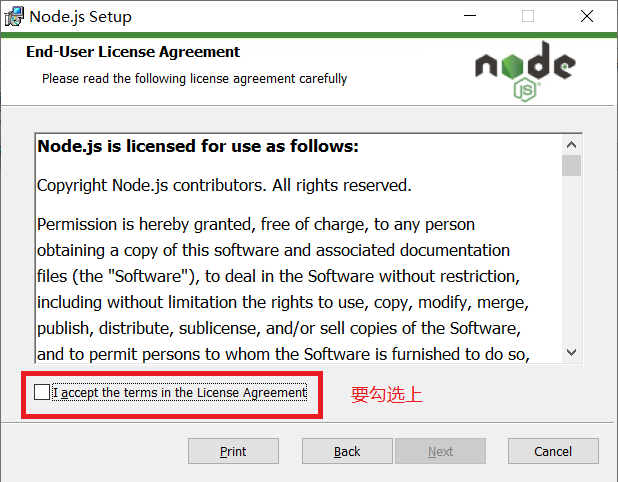 Node.js Setup
End-User License Agreement
Please read the following license agreement carefully
node
JS
Node.js is licensed for use as follows:
Copyright Node.js contributors. All rights reserved.
Permission is hereby granted, free of charge, to any person
obtaining a copy of this software and associated documentation
files (the "Software"), to deal in the Software without restriction,
including without limitation the rights to use, copy, modify, merge,
publish, distribute, sublicense, and/or sell copies of the Software,
and to permit persons to whom the Software is furnished to do so,
I accept the terms in the License Agreement
要勾选上
Print
Back
Next
Cancel